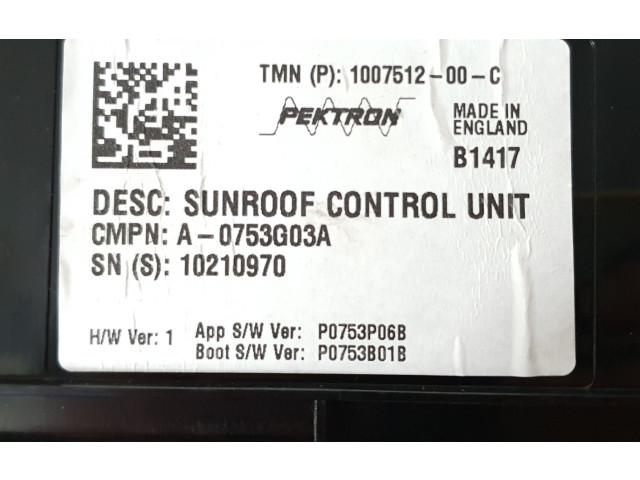 TMN (P): 1007512-00-C
PEKTRON
MADE IN
ENGLAND
B1417
DESC: SUNROOF CONTROL UNIT
CMPN: A-0753G03A
SN (S): 10210970
H/W Ver: 1 App S/W Ver: P0753P06B
Boot S/W Ver: P0753B01B